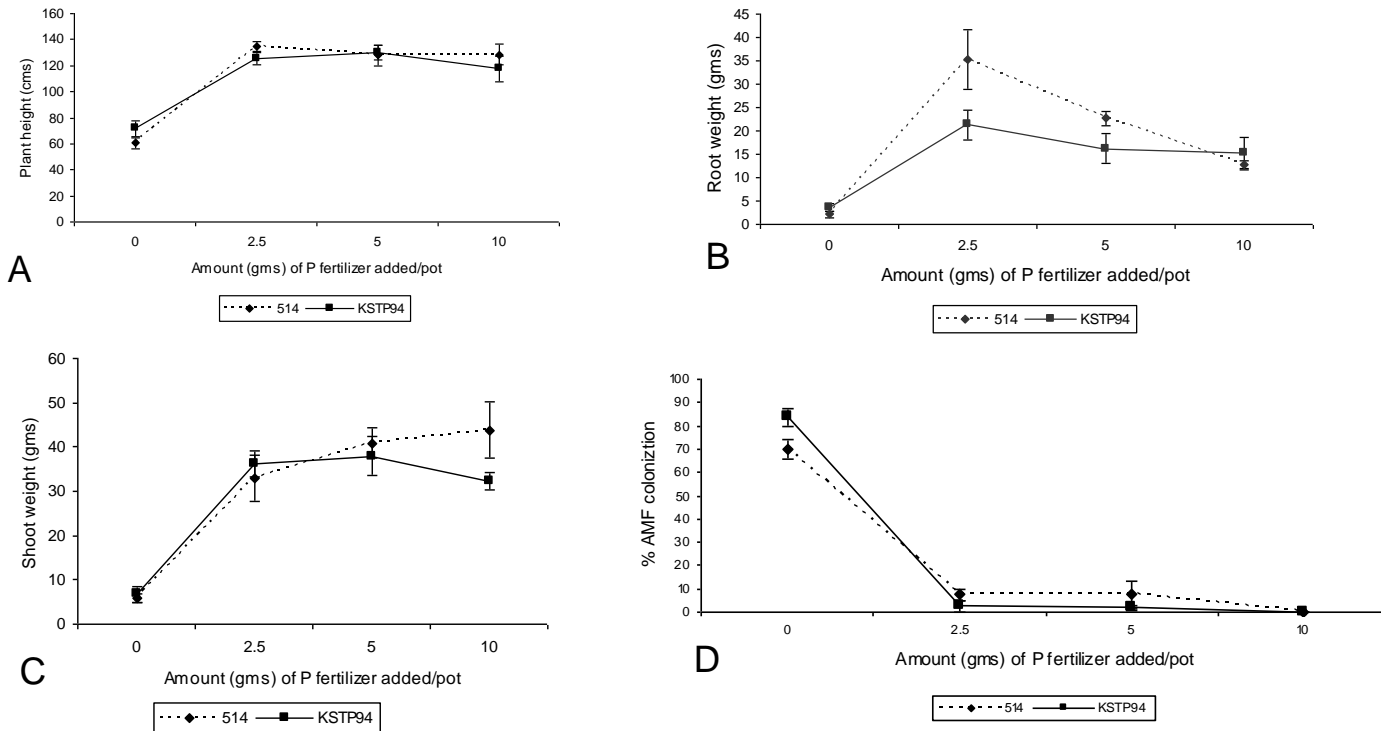 Plant height (cms)
160
140
120
100
80
60
40
20
0
0 2.5 5 10
Amount (gms) of P fertilizer added/pot
A
514 KSTP94
Root weight (gms)
45
40
35
30
25
20
15
10
5
0
0 2.5 5 10
Amount (gms) of P fertilizer added/pot
B
514 KSTP94
Shoot weight (gms)
60
50
40
30
20
10
0
0 2.5 5 10
Amount (gms) of P fertilizer added/pot
C
514 KSTP94
% AMF coloniztion
100
90
80
70
60
50
40
30
20
10
0
0 2.5 5 10
Amount (gms) of P fertilizer added/pot
D
514 KSTP94